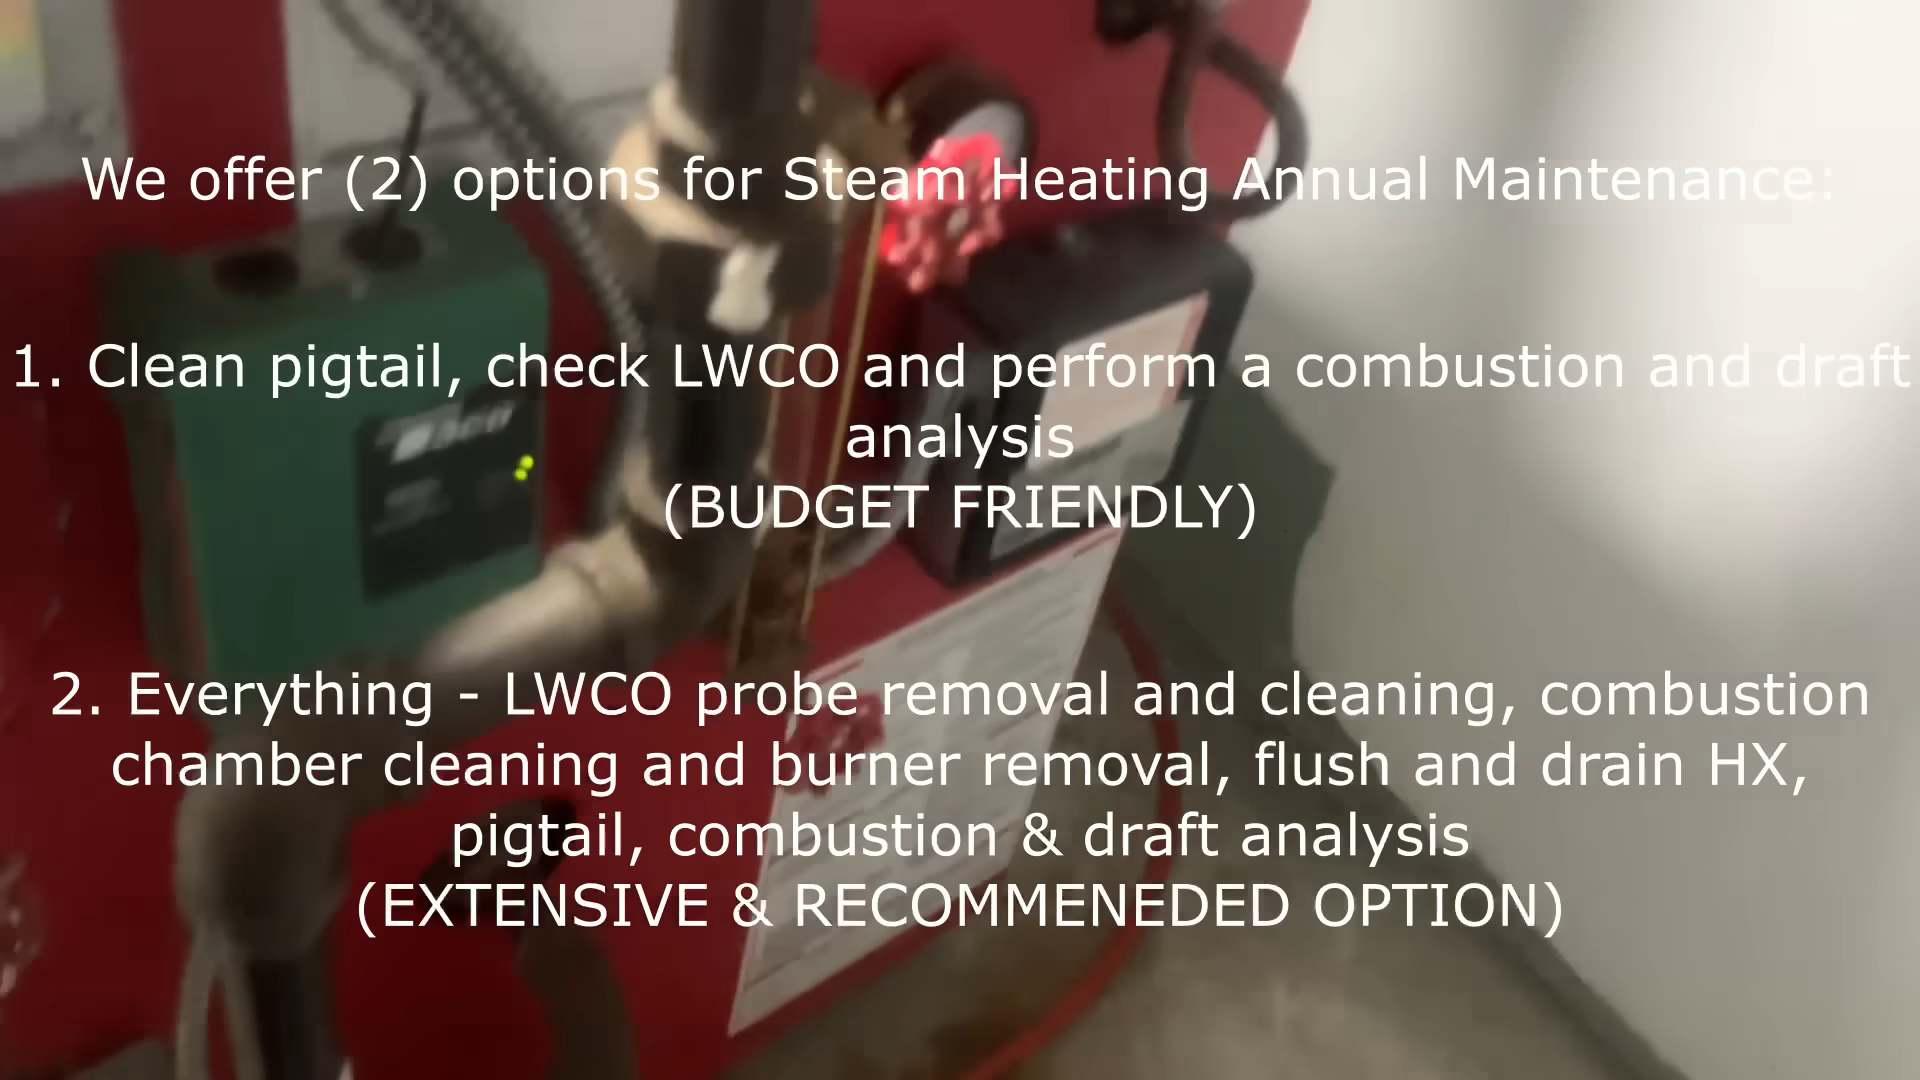 We offer (2) options for Steam Heating Annual Maintenance:
1. Clean pigtail, check LWCO and perform a combustion and draft
analysis
(BUDGET FRIENDLY)
2. Everything - LWCO probe removal and cleaning, combustion
chamber cleaning and burner removal, flush and drain HX,
pigtail, combustion & draft analysis
(EXTENSIVE & RECOMMENEDED OPTION)